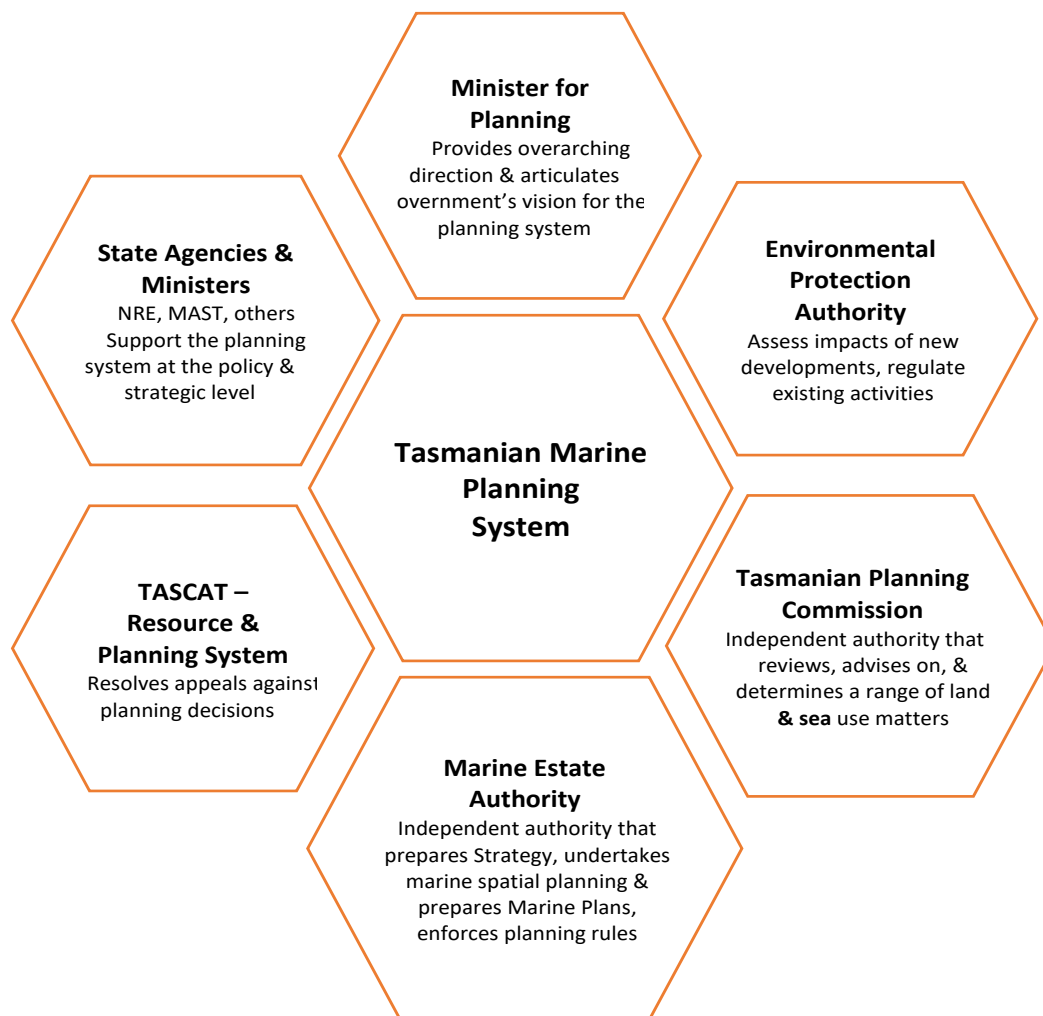 Minister for
Planning
Provides overarching
direction & articulates
overnment’s vision for the
planning system
State Agencies &
Ministers
NRE, MAST, others
Support the planning
system at the policy &
strategic level
Environmental
Protection
Authority
Assess impacts of new
developments, regulate
existing activities
Tasmanian Marine
Planning
System
TASCAT –
Resource &
Planning System
Resolves appeals against
planning decisions
Tasmanian Planning
Commission
Independent authority that
reviews, advises on, &
determines a range of land
& sea use matters
Marine Estate
Authority
Independent authority that
prepares Strategy, undertakes
marine spatial planning &
prepares Marine Plans,
enforces planning rules